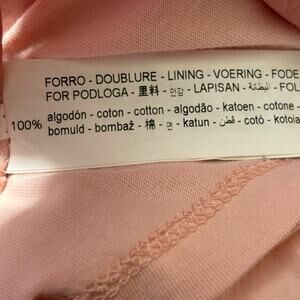 FORRO - DOUBLURE - LINING - VOERING - FODE
FOR PODLOGA - 里料 - 안감 - LAPISAN - البطانة - FOL
100% algodón - coton - cotton - algodão - katoen - cotone -
bomuld - bombaž - 棉 - 면 - katun - قطن - cotó - kotoia